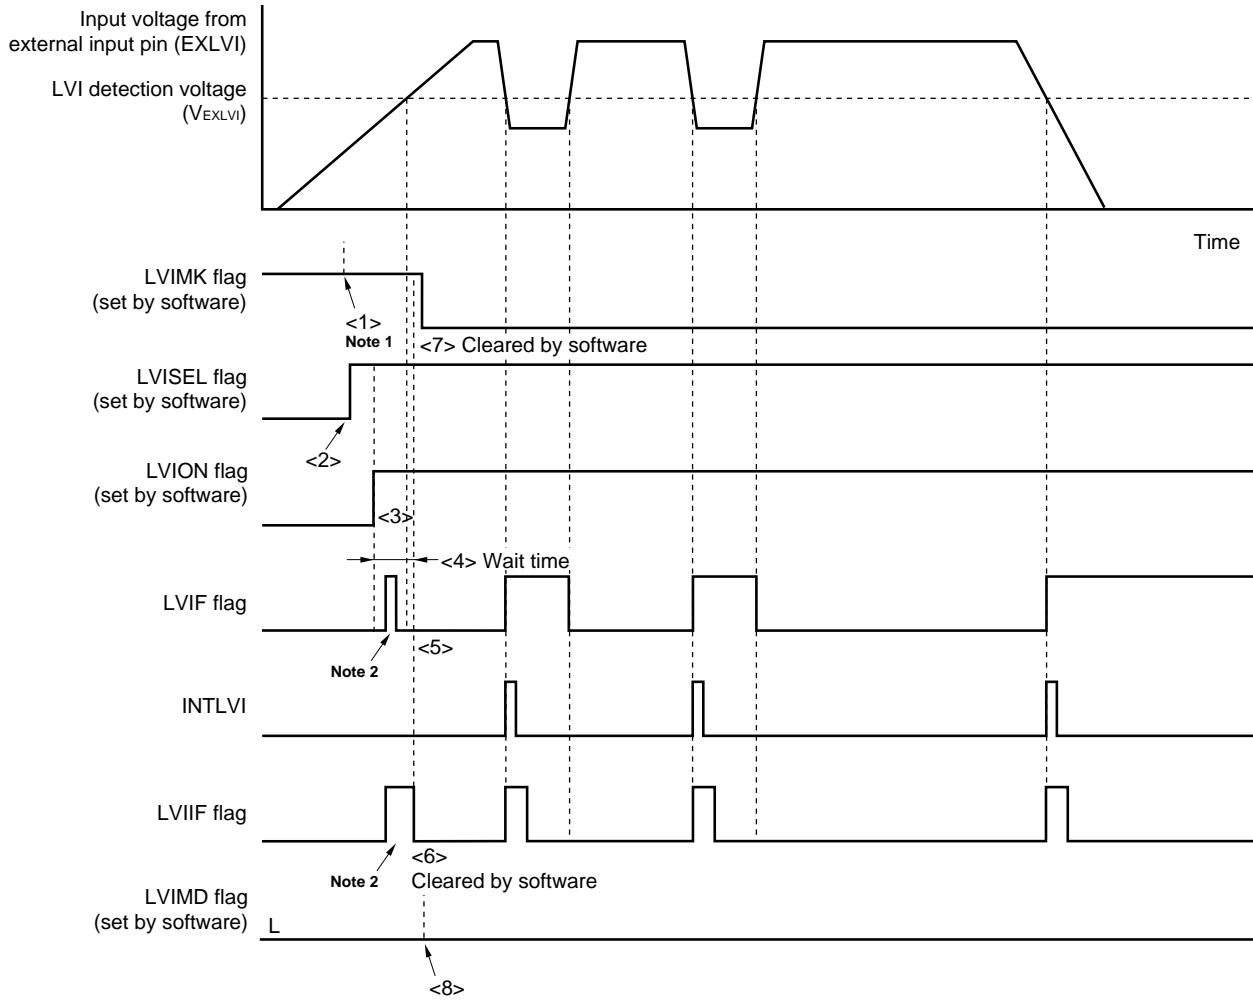 Input voltage from
external input pin (EXLVI)
LVI detection voltage
(VEXLVI)
Time
LVIMK flag
(set by software)
<1>
Note 1
<7> Cleared by software
LVISEL flag
(set by software)
<2>
LVION flag
(set by software)
<3>
<4> Wait time
LVIF flag
Note 2
<5>
INTLVI
LVIIF flag
Note 2
<6>
Cleared by software
LVIMD flag
(set by software)
L
<8>